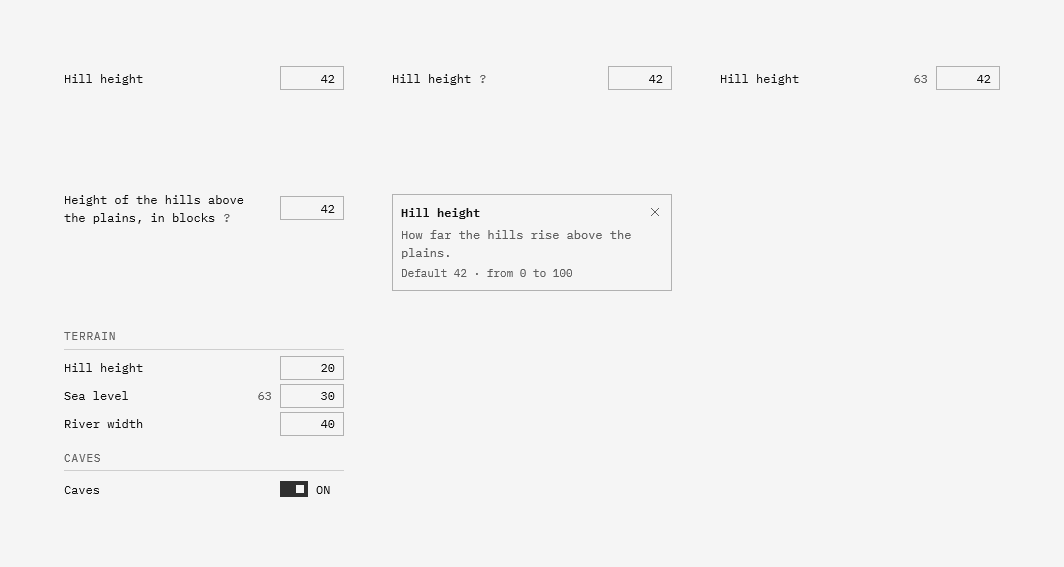 Hill height 42
Hill height ? 42
Hill height 63 42
Height of the hills above
the plains, in blocks ? 42
Hill height
How far the hills rise above the
plains.
Default 42 · from 0 to 100
TERRAIN
Hill height 20
Sea level 63 30
River width 40
CAVES
Caves ON